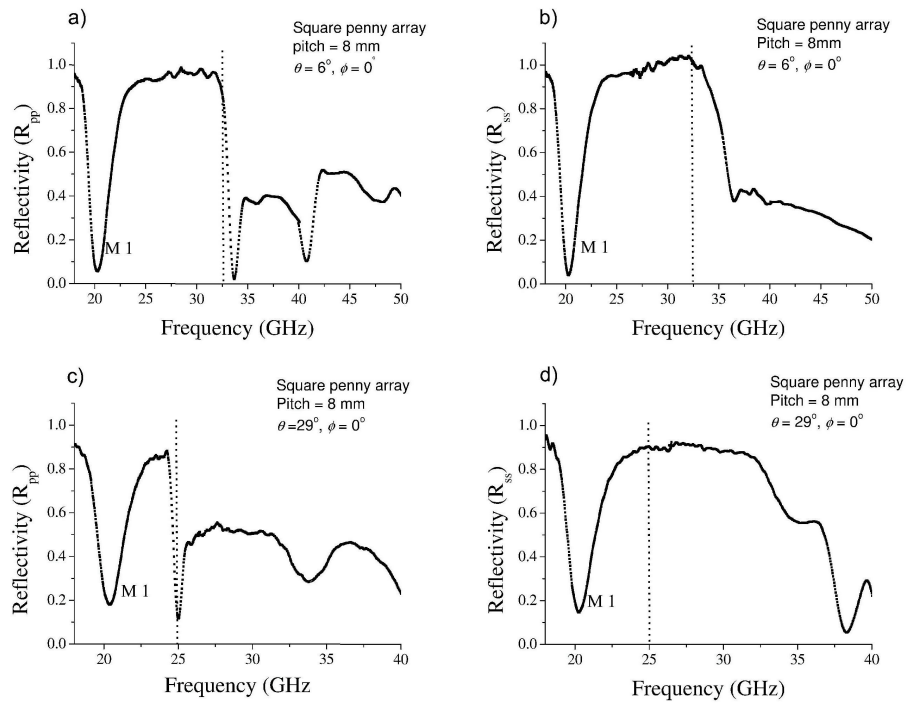 a)
Square penny array
pitch = 8 mm
θ = 6°, ϕ = 0°
Reflectivity (R_pp)
1.0
0.8
0.6
0.4
0.2
0.0
M 1
20 25 30 35 40 45 50
Frequency (GHz)
b)
Square penny array
Pitch = 8mm
θ = 6°, ϕ = 0°
Reflectivity (R_ss)
1.0
0.8
0.6
0.4
0.2
0.0
M 1
20 25 30 35 40 45 50
Frequency (GHz)
c)
Square penny array
Pitch = 8 mm
θ =29°, ϕ = 0°
Reflectivity (R_pp)
1.0
0.8
0.6
0.4
0.2
0.0
M 1
20 25 30 35 40
Frequency (GHz
d)
Square penny array
Pitch = 8 mm
θ = 29°, ϕ = 0°
Reflectivity (R_ss)
1.0
0.8
0.6
0.4
0.2
0.0
M 1
20 25 30 35 40
Frequency (GHz)